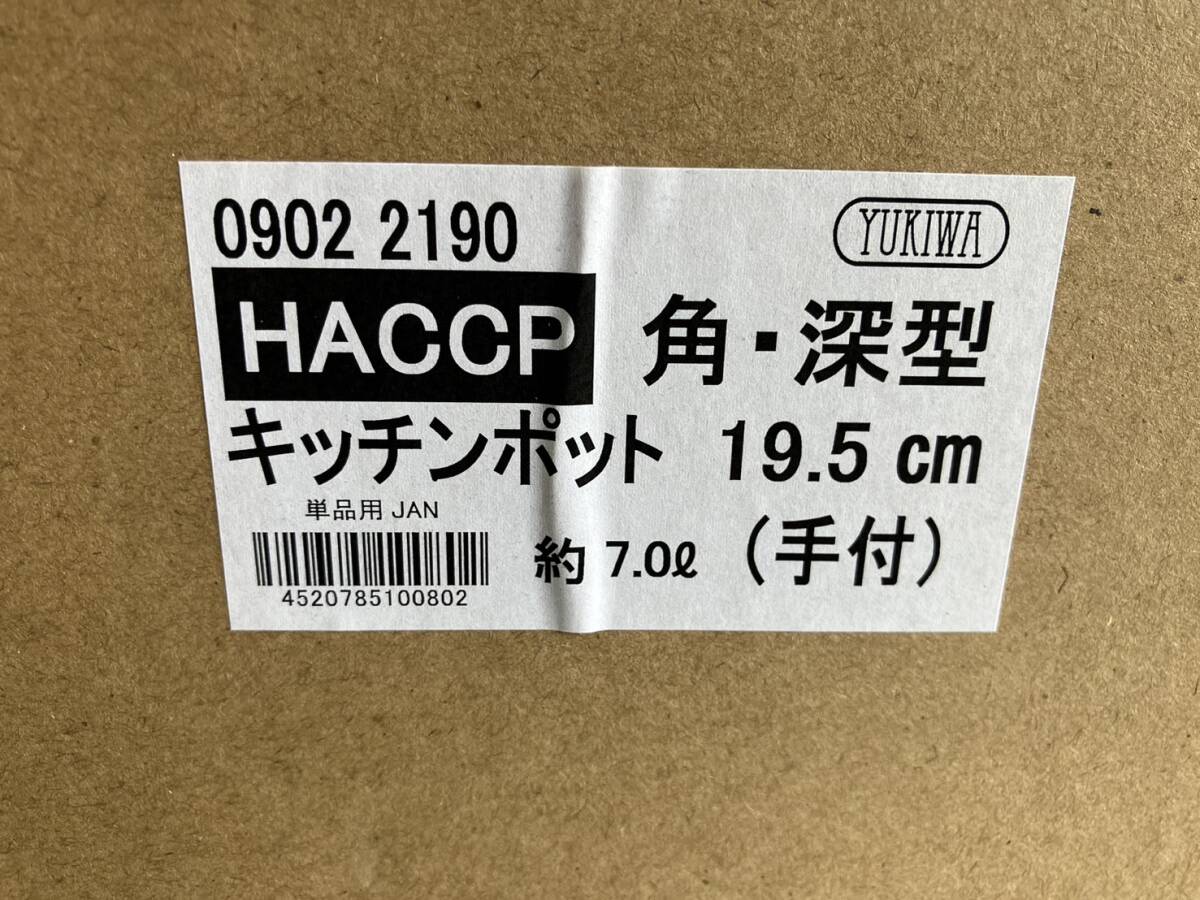 0902 2190
YUKIWA
HACCP 角・深型
キッチンポット 19.5 cm
単品用 JAN
約 7.0ℓ (手付)
4520785100802